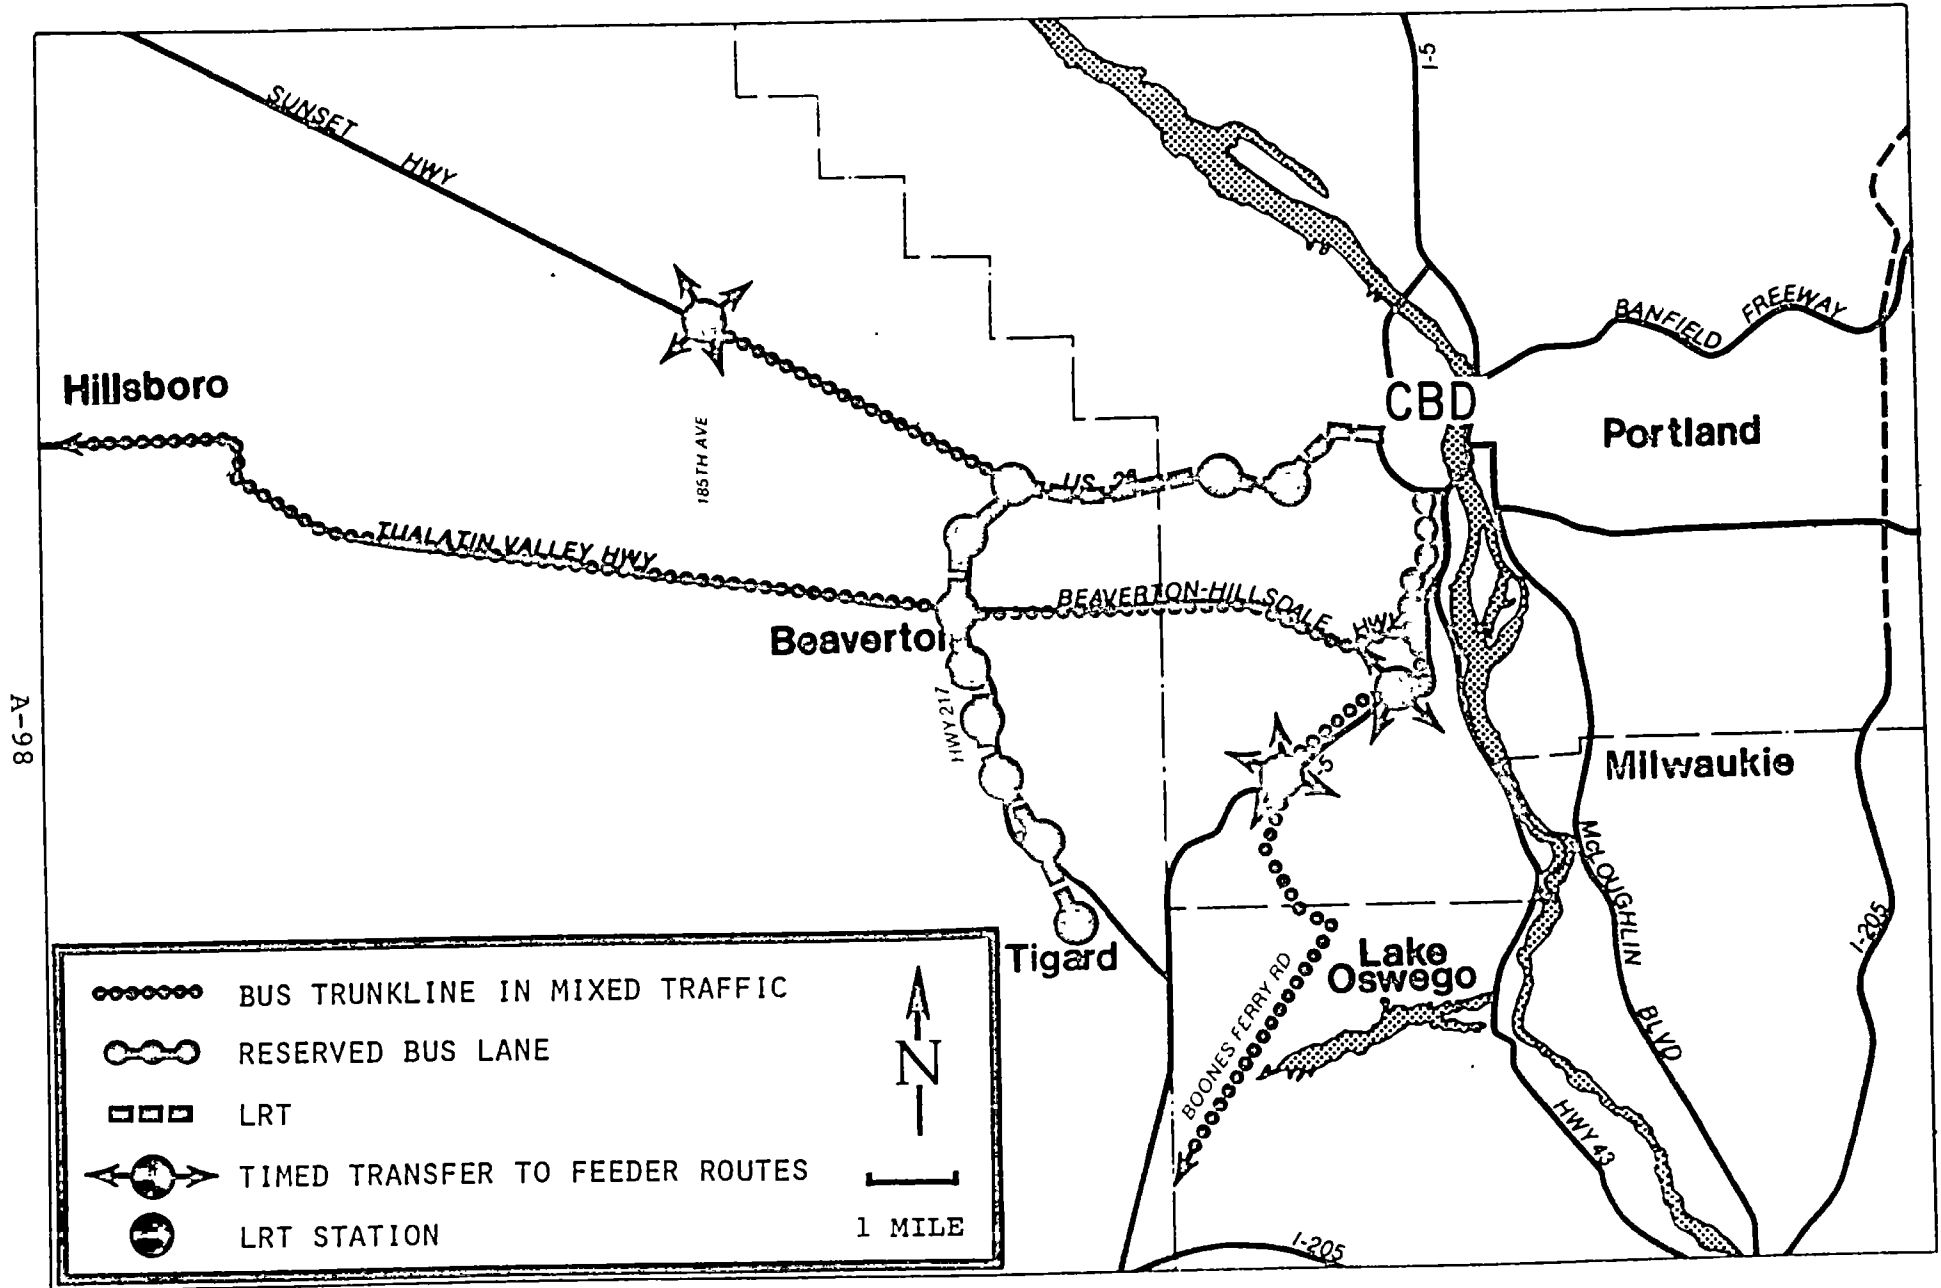 I-5
SUNSET HWY
BANFIELD FREEWAY
Hillsboro
CBD
Portland
185TH AVE
US 26
TUALATIN VALLEY HWY
BEAVERTON-HILLSDALE HWY
Beaverton
HWY 217
A-98
Milwaukie
McLOUGHLIN BLVD
I-205
Tigard
Lake
Oswego
BOONES FERRY RD
HWY 43
I-205
BUS TRUNKLINE IN MIXED TRAFFIC
RESERVED BUS LANE
LRT
TIMED TRANSFER TO FEEDER ROUTES
LRT STATION
N
1 MILE